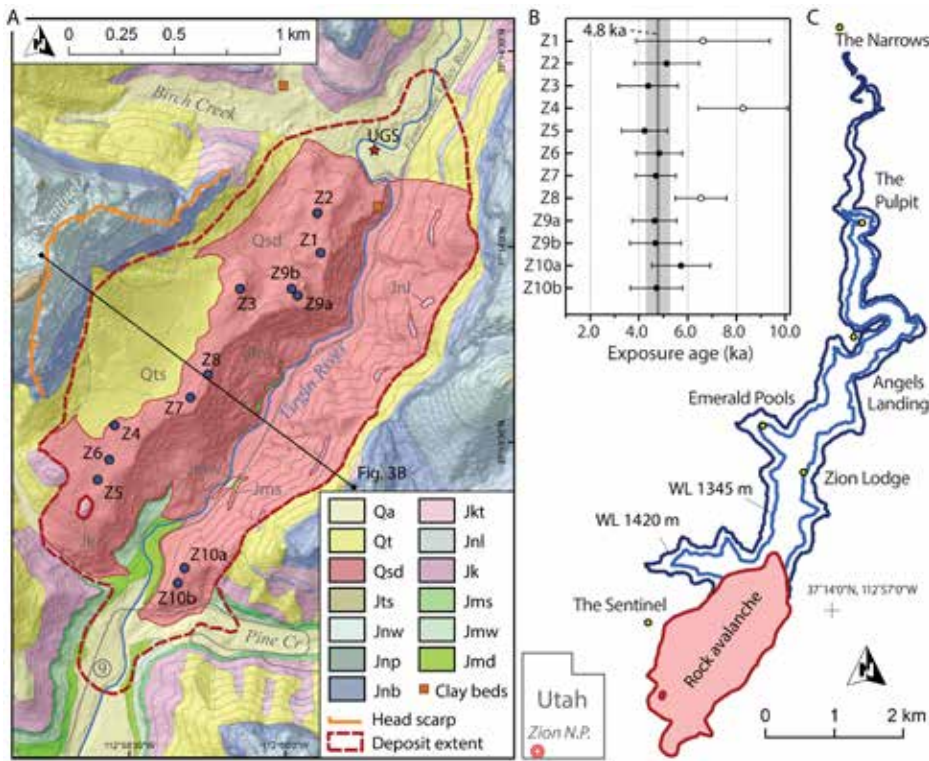 A
0 0.25 0.5 1 km
Birch Creek
UGS
Z2
Z1
Qsd
Z9b
Z3
Z9a
Jnl
Qts
Z8
Virgin River
Z7
Z4
Z6
Z5
Fig. 3B
Jms
Z10a
Z10b
Pine Cr
9
Qa
Qt
Qsd
Jts
Jnw
Jnp
Jnb
Head scarp
Deposit extent
Jkt
Jnl
Jk
Jms
Jmw
Jmd
Clay beds
B
4.8 ka
Z1
Z2
Z3
Z4
Z5
Z6
Z7
Z8
Z9a
Z9b
Z10a
Z10b
2.0 4.0 6.0 8.0 10.0
Exposure age (ka)
C
The Narrows
The Pulpit
Angels Landing
Emerald Pools
Zion Lodge
WL 1345 m
WL 1420 m
The Sentinel
37°14'0"N, 112°57'0"W
Rock avalanche
Utah
Zion N.P.
0 1 2 km